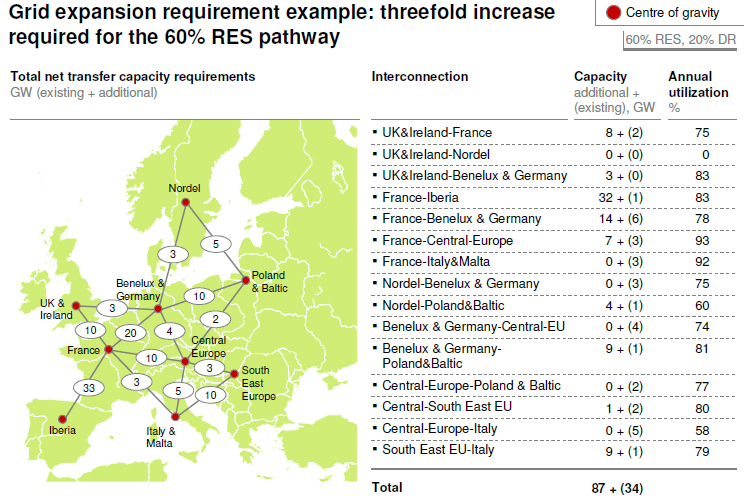 Grid expansion requirement example: threefold increase
required for the 60% RES pathway
Centre of gravity
60% RES, 20% DR
Total net transfer capacity requirements
GW (existing + additional)
Nordel
3
5
Benelux &
Germany
Poland
& Baltic
10
UK &
Ireland
3
2
10
20
4
Central
Europe
France
10
3
South
East
Europe
3
33
5
10
Iberia
Italy &
Malta
Interconnection
Capacity
additional +
(existing), GW
Annual
utilization
%
▪ UK&Ireland-France 8 + (2) 75
▪ UK&Ireland-Nordel 0 + (0) 0
▪ UK&Ireland-Benelux & Germany 3 + (0) 83
▪ France-Iberia 32 + (1) 83
▪ France-Benelux & Germany 14 + (6) 78
▪ France-Central-Europe 7 + (3) 93
▪ France-Italy&Malta 0 + (3) 92
▪ Nordel-Benelux & Germany 0 + (3) 75
▪ Nordel-Poland&Baltic 4 + (1) 60
▪ Benelux & Germany-Central-EU 0 + (4) 74
▪ Benelux & Germany- 9 + (1) 81
Poland&Baltic
▪ Central-Europe-Poland & Baltic 0 + (2) 77
▪ Central-South East EU 1 + (2) 80
▪ Central-Europe-Italy 0 + (5) 58
▪ South East EU-Italy 9 + (1) 79
Total 87 + (34)